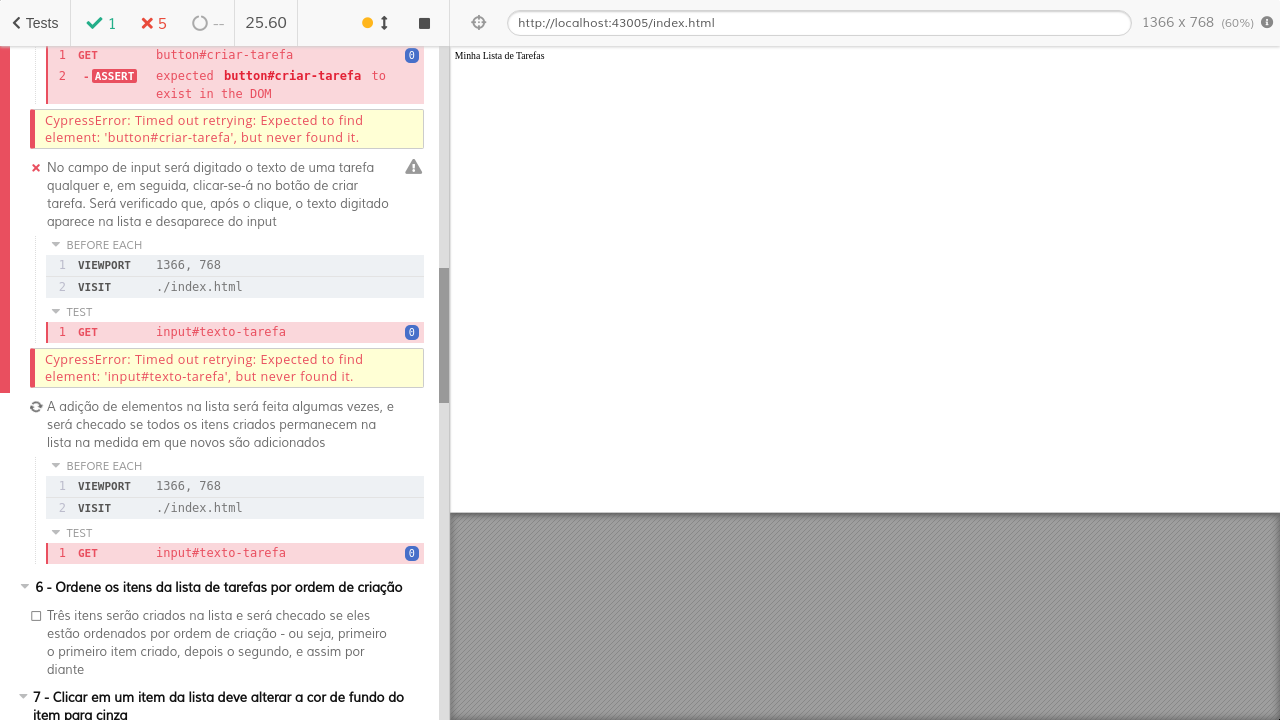 Tests
1
5
--
25.60
http://localhost:43005/index.html
1366 x 768 (60%)
1 GET button#criar-tarefa 0
2 - ASSERT expected button#criar-tarefa to
exist in the DOM
CypressError: Timed out retrying: Expected to find
element: 'button#criar-tarefa', but never found it.
No campo de input será digitado o texto de uma tarefa
qualquer e, em seguida, clicar-se-á no botão de criar
tarefa. Será verificado que, após o clique, o texto digitado
aparece na lista e desaparece do input
BEFORE EACH
1 VIEWPORT 1366, 768
2 VISIT ./index.html
TEST
1 GET input#texto-tarefa 0
CypressError: Timed out retrying: Expected to find
element: 'input#texto-tarefa', but never found it.
A adição de elementos na lista será feita algumas vezes, e
será checado se todos os itens criados permanecem na
lista na medida em que novos são adicionados
BEFORE EACH
1 VIEWPORT 1366, 768
2 VISIT ./index.html
TEST
1 GET input#texto-tarefa 0
6 - Ordene os itens da lista de tarefas por ordem de criação
Três itens serão criados na lista e será checado se eles
estão ordenados por ordem de criação - ou seja, primeiro
o primeiro item criado, depois o segundo, e assim por
diante
7 - Clicar em um item da lista deve alterar a cor de fundo do
item para cinza
Minha Lista de Tarefas